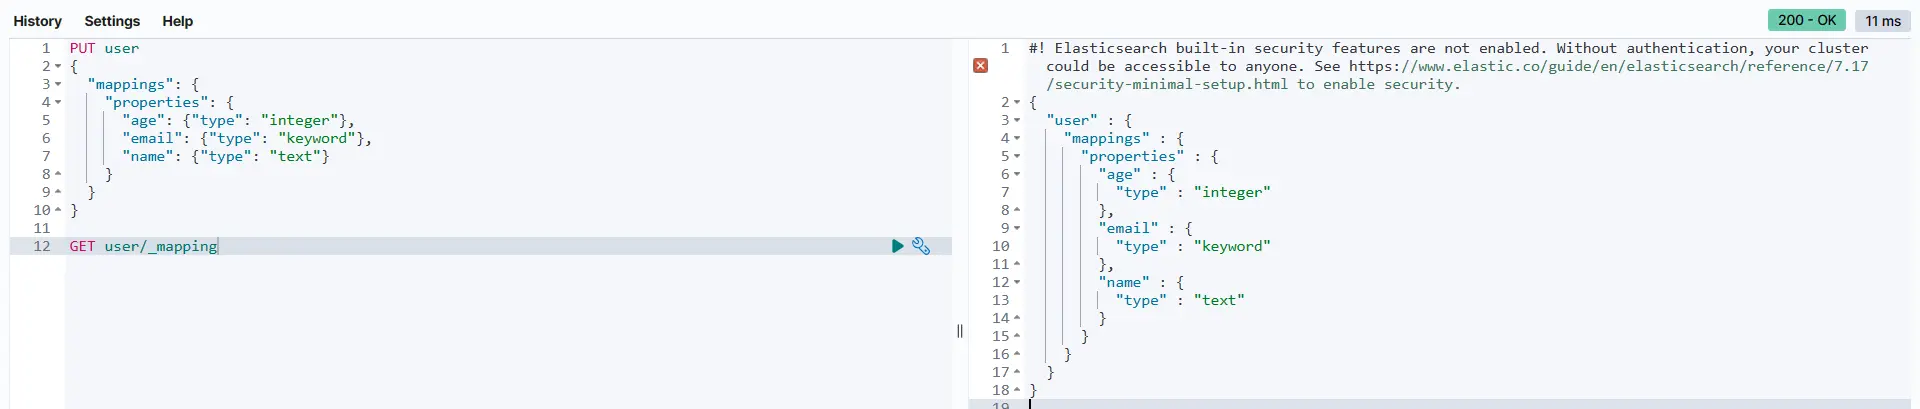 History Settings Help
200 - OK 11 ms
1 PUT user
2 {
3 "mappings": {
4 "properties": {
5 "age": {"type": "integer"},
6 "email": {"type": "keyword"},
7 "name": {"type": "text"}
8 }
9 }
10 }
11
12 GET user/_mapping
1 #! Elasticsearch built-in security features are not enabled. Without authentication, your cluster
could be accessible to anyone. See https://www.elastic.co/guide/en/elasticsearch/reference/7.17
/security-minimal-setup.html to enable security.
2 {
3 "user" : {
4 "mappings" : {
5 "properties" : {
6 "age" : {
7 "type" : "integer"
8 },
9 "email" : {
10 "type" : "keyword"
11 },
12 "name" : {
13 "type" : "text"
14 }
15 }
16 }
17 }
18 }
19